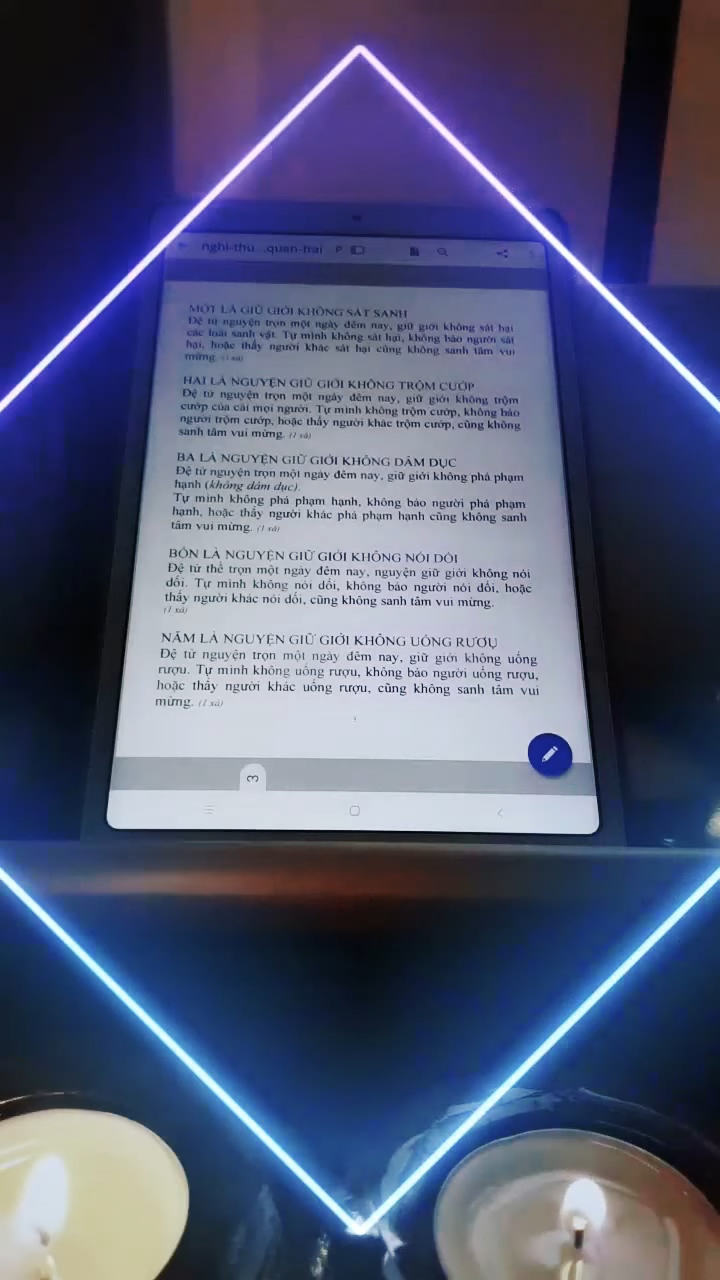 nghi-thu...quan-trai P
MỘT LÀ GIỮ GIỚI KHÔNG SÁT SANH
Đệ tử nguyện trọn một ngày đêm nay, giữ giới không sát hại
các loài sanh vật. Tự mình không sát hại, không bảo người sát
hại, hoặc thấy người khác sát hại cũng không sanh tâm vui
mừng. (1 xá)
HAI LÀ NGUYỆN GIỮ GIỚI KHÔNG TRỘM CƯỚP
Đệ tử nguyện trọn một ngày đêm nay, giữ giới không trộm
cướp của cải mọi người. Tự mình không trộm cướp, không bảo
người trộm cướp, hoặc thấy người khác trộm cướp, cũng không
sanh tâm vui mừng. (1 xá)
BA LÀ NGUYỆN GIỮ GIỚI KHÔNG DÂM DỤC
Đệ tử nguyện trọn một ngày đêm nay, giữ giới không phá phạm
hạnh (không dâm dục).
Tự mình không phá phạm hạnh, không bảo người phá phạm
hạnh, hoặc thấy người khác phá phạm hạnh cũng không sanh
tâm vui mừng. (1 xá)
BỐN LÀ NGUYỆN GIỮ GIỚI KHÔNG NÓI DỐI
Đệ tử thề trọn một ngày đêm nay, nguyện giữ giới không nói
dối. Tự mình không nói dối, không bảo người nói dối, hoặc
thấy người khác nói dối, cũng không sanh tâm vui mừng.
(1 xá)
NĂM LÀ NGUYỆN GIỮ GIỚI KHÔNG UỐNG RƯỢU
Đệ tử nguyện trọn một ngày đêm nay, giữ giới không uống
rượu. Tự mình không uống rượu, không bảo người uống rượu,
hoặc thấy người khác uống rượu, cũng không sanh tâm vui
mừng. (1 xá)
3